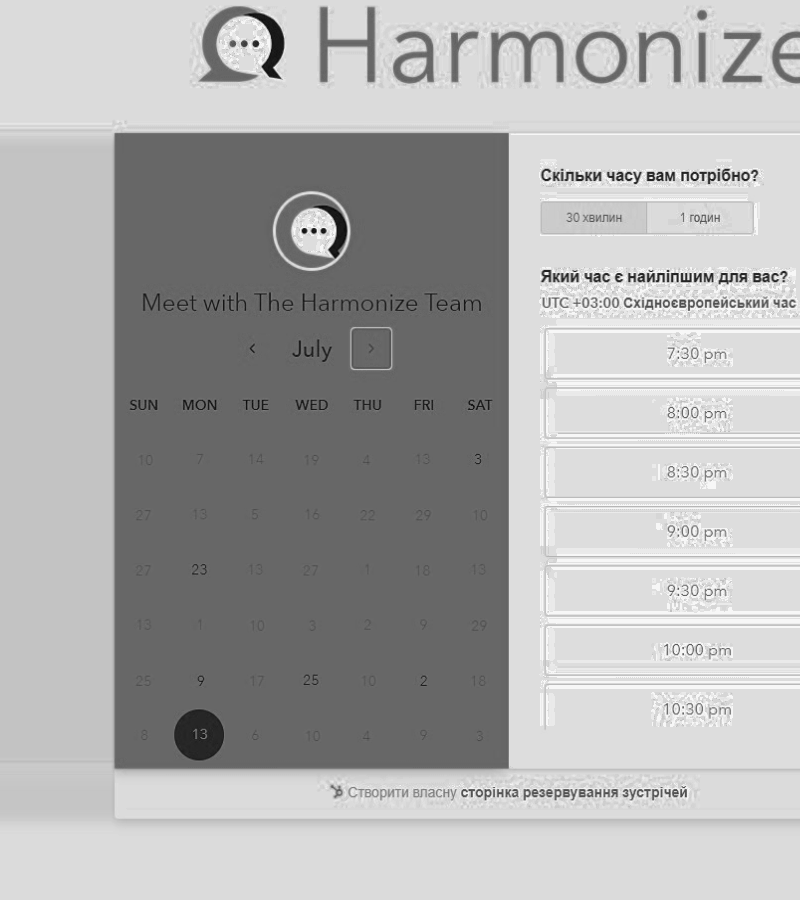 Harmonize
Meet with The Harmonize Team
July
SUN MON TUE WED THU FRI SAT
10 7 14 19 4 13 3
27 13 5 16 22 29 10
27 23 13 27 1 18 13
13 1 10 3 2 9 29
25 9 17 25 10 2 18
8 13 6 10 4 9 3
Скільки часу вам потрібно?
30 хвилин 1 годин
Який час є найліпшим для вас?
UTC +03:00 Східноєвропейський час
7:30 pm
8:00 pm
8:30 pm
9:00 pm
9:30 pm
10:00 pm
10:30 pm
Створити власну сторінка резервування зустрічей